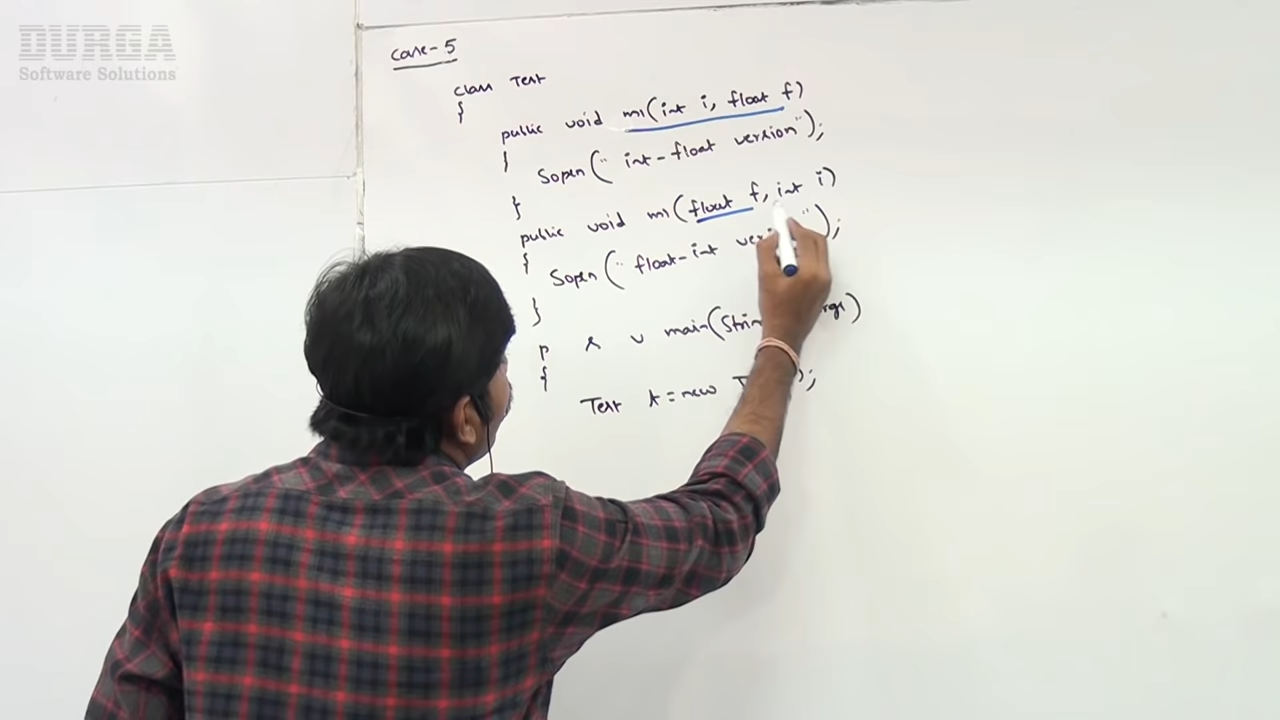 DURGA
Software Solutions
Case-5
class Test
{
public void m1(int i, float f)
{
Sopln("int-float version");
}
public void m1(float f, int i)
{
Sopln("float-int
");
}
p s v main(
)
{
Test t=new
);